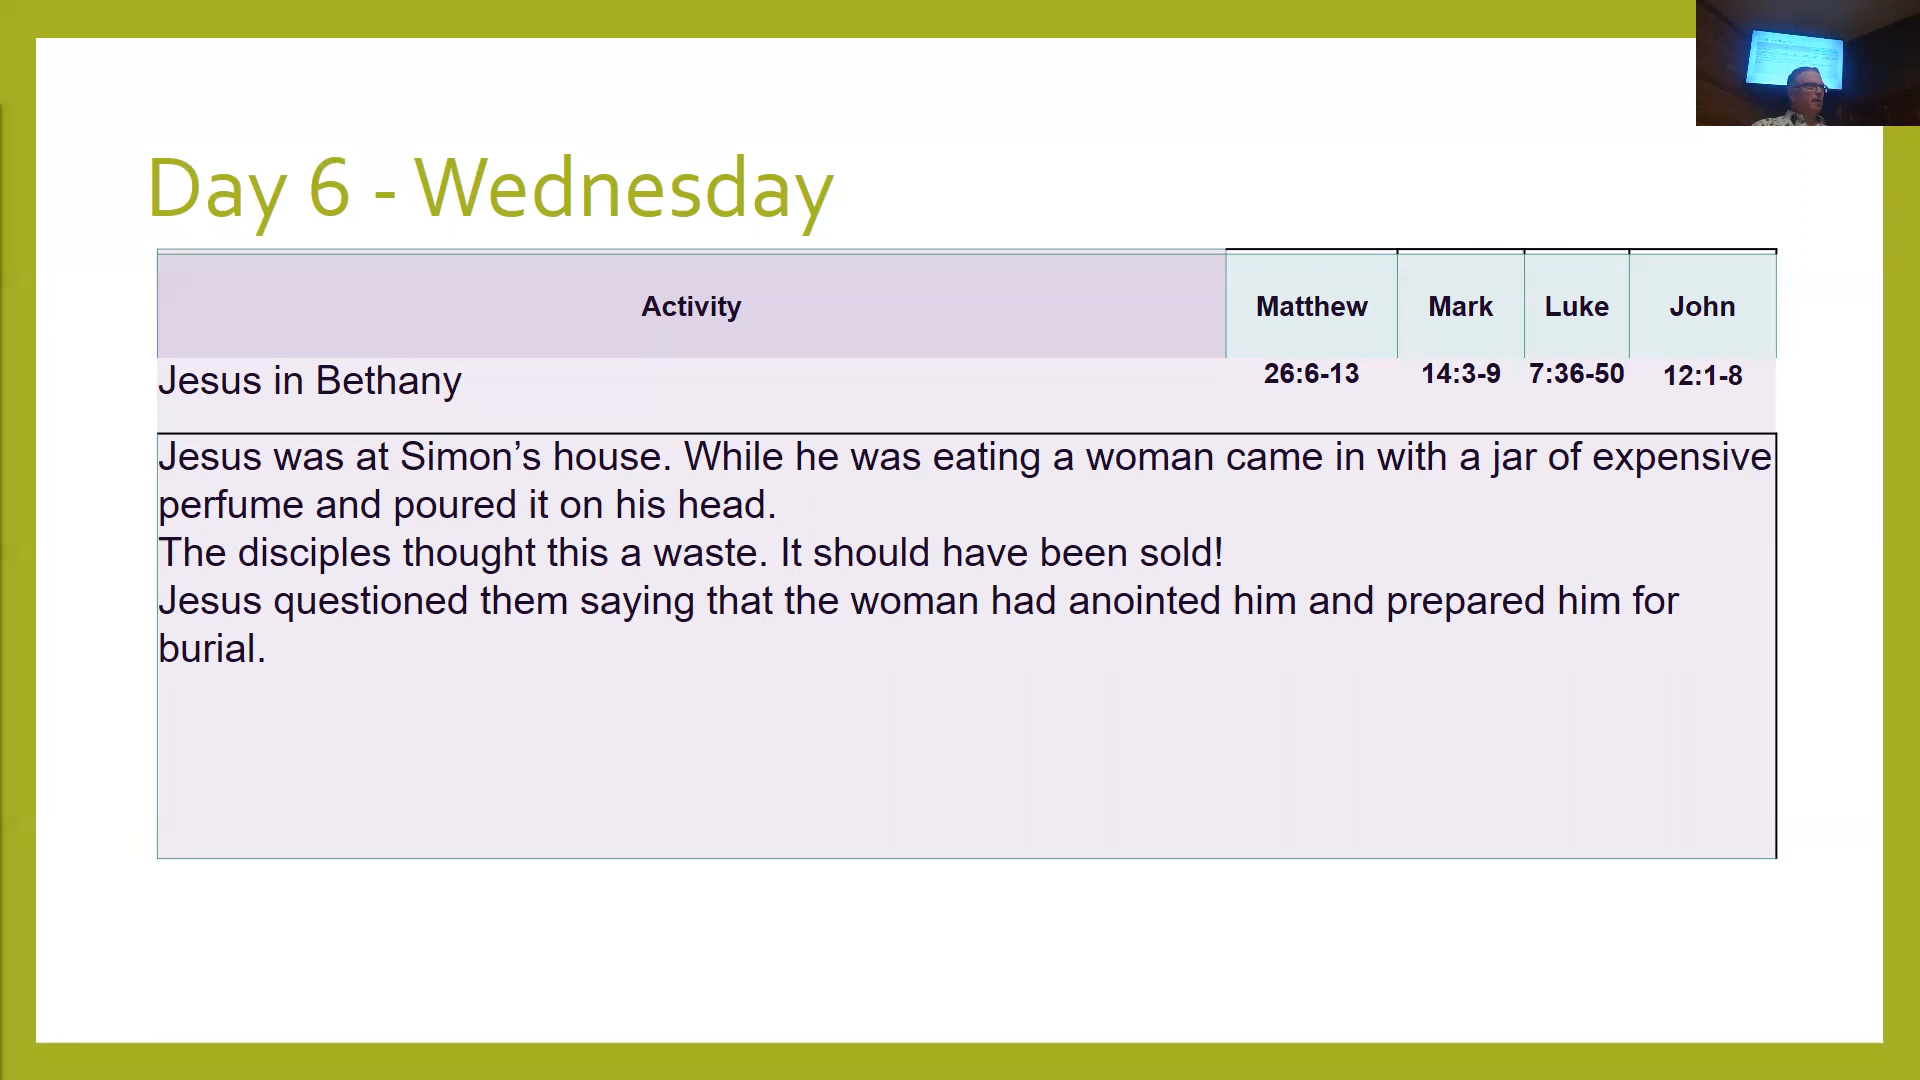 Day 6 - Wednesday
Activity Matthew Mark Luke John
Jesus in Bethany 26:6-13 14:3-9 7:36-50 12:1-8
Jesus was at Simon’s house. While he was eating a woman came in with a jar of expensive
perfume and poured it on his head.
The disciples thought this a waste. It should have been sold!
Jesus questioned them saying that the woman had anointed him and prepared him for
burial.